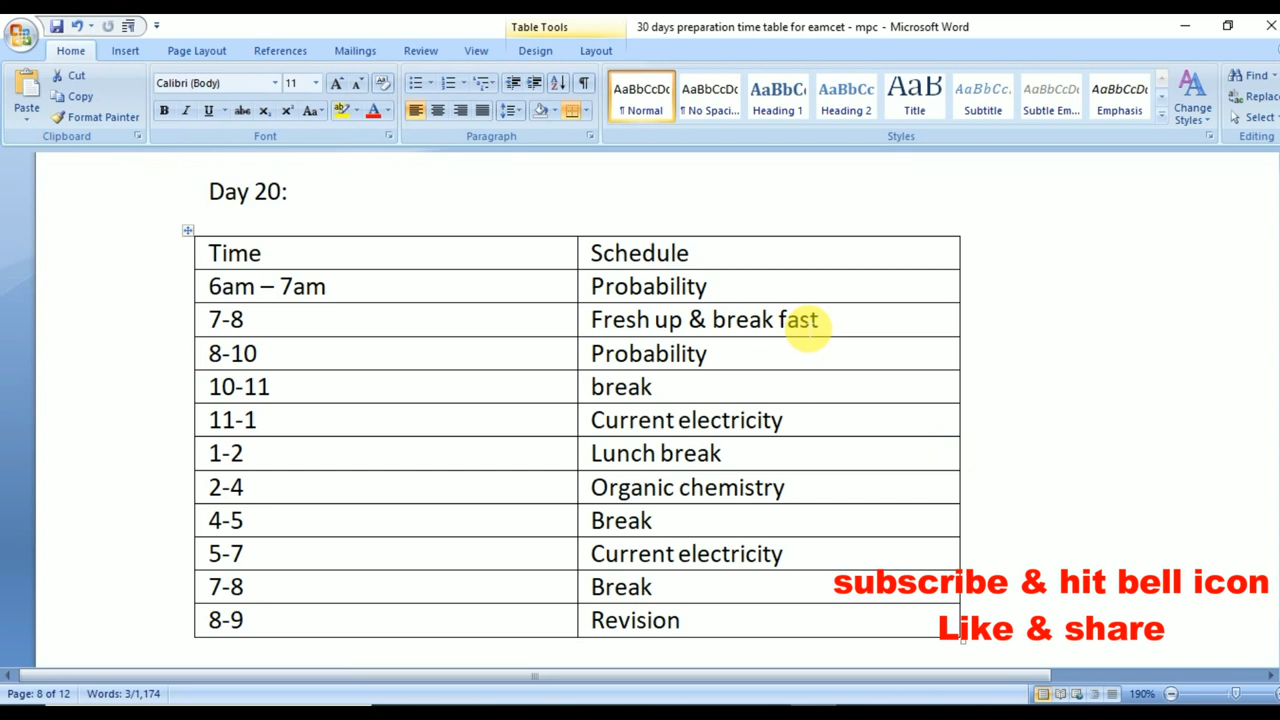 Table Tools
30 days preparation time table for eamcet - mpc - Microsoft Word
Home Insert Page Layout References Mailings Review View Design Layout
Paste
Cut
Copy
Format Painter
Clipboard
Calibri (Body) 11
B I U abc x₂ x² Aa
Font
Paragraph
AaBbCcDc AaBbCcDc AaBbC AaBbCc AaB AaBbCc. AaBbCcDc AaBbCcDc
¶ Normal ¶ No Spaci... Heading 1 Heading 2 Title Subtitle Subtle Em... Emphasis
Change Styles
Styles
Find
Replace
Select
Editing
Day 20:
Time Schedule
6am – 7am Probability
7-8 Fresh up & break fast
8-10 Probability
10-11 break
11-1 Current electricity
1-2 Lunch break
2-4 Organic chemistry
4-5 Break
5-7 Current electricity
7-8 Break
8-9 Revision
subscribe & hit bell icon
Like & share
Page: 8 of 12 Words: 3/1,174 190%